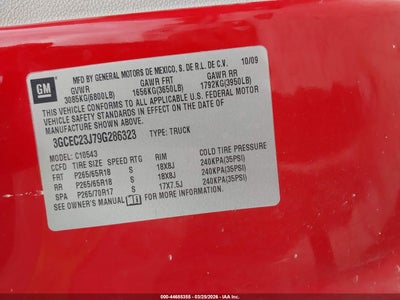 GM
MFD BY GENERAL MOTORS DE MEXICO, S. DE R.L. DE C.V. 10/09
GVWR GAWR FRT GAWR RR
3085KG(6800LB) 1656KG(3650LB) 1792KG(3950LB)
THIS VEHICLE CONFORMS TO ALL APPLICABLE U.S. FEDERAL MOTOR
VEHICLE SAFETY STANDARDS IN EFFECT ON THE DATE OF
MANUFACTURE SHOWN ABOVE.
3GCEC23J79G286323 TYPE: TRUCK
MODEL: C10543
CCFD TIRE SIZE SPEED RTG RIM COLD TIRE PRESSURE
FRT P265/65R18 S 18X8J 240KPA(35PSI)
RR P265/65R18 S 18X8J 240KPA(35PSI)
SPA P265/70R17 S 17X7.5J 240KPA(35PSI)
SEE OWNER'S MANUAL FOR MORE INFORMATION.
000-44655355 - 03/29/2026 - IAAI.COM